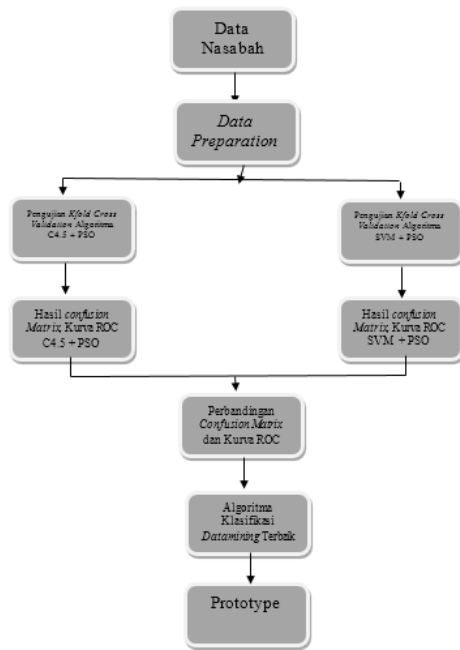 Data
Nasabah
Data
Preparation
Pengujian Kfold Cross
Validation Algoritma
C4.5 + PSO
Pengujian Kfold Cross
Validation Algoritma
SVM + PSO
Hasil confusion
Matrix, Kurva ROC
C4.5 + PSO
Hasil confusion
Matrix, Kurva ROC
SVM + PSO
Perbandingan
Confusion Matrix
dan Kurva ROC
Algoritma
Klasifikasi
Datamining Terbaik
Prototype